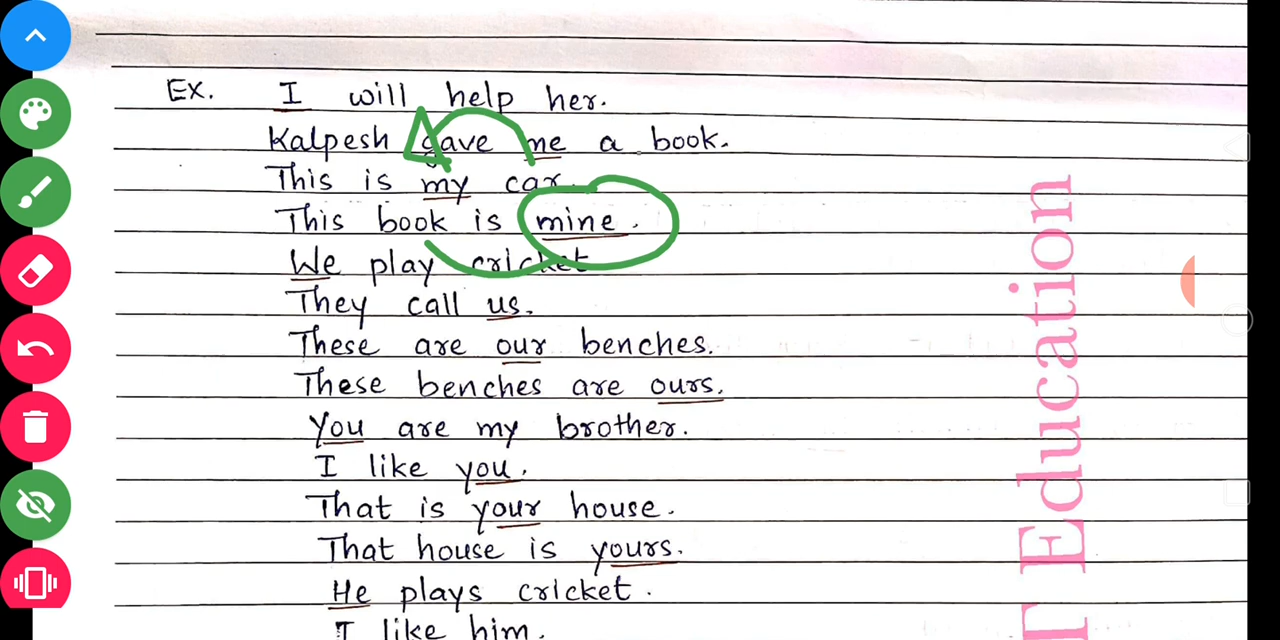 Ex. I will help her.
Kalpesh gave me a book.
This is my car.
This book is mine.
We play cricket
They call us.
These are our benches.
These benches are ours.
You are my brother.
I like you.
That is your house.
That house is yours.
He plays cricket.
I like him.
T Education